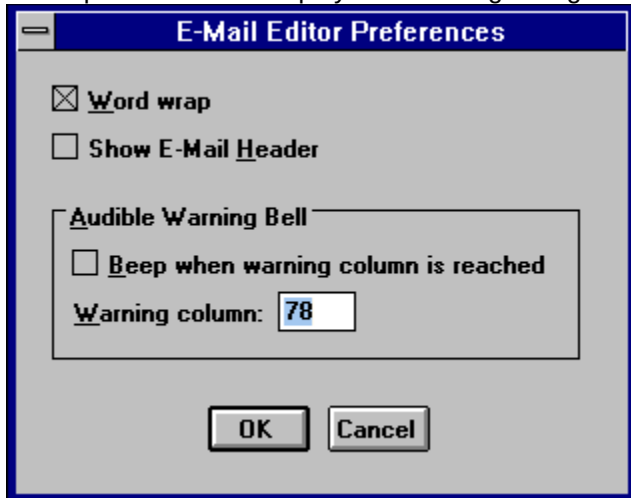 E-Mail Editor Preferences
Word wrap
Show E-Mail Header
Audible Warning Bell
Beep when warning column is reached
Warning column: 78
OK Cancel